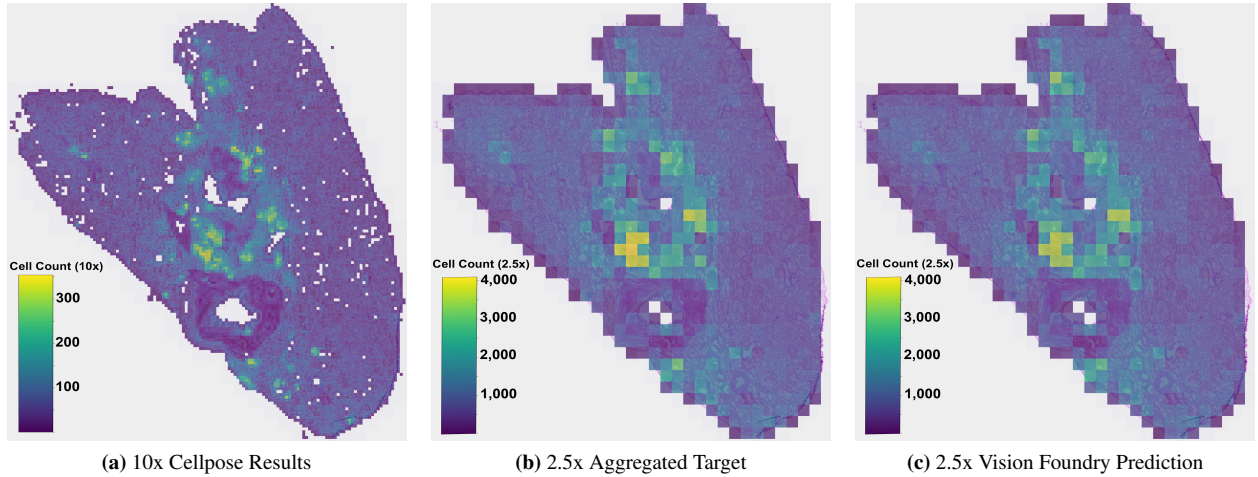 Cell Count (10x)
300
200
100
Cell Count (2.5x)
4,000
3,000
2,000
1,000
Cell Count (2.5x)
4,000
3,000
2,000
1,000
(a) 10x Cellpose Results
(b) 2.5x Aggregated Target
(c) 2.5x Vision Foundry Prediction